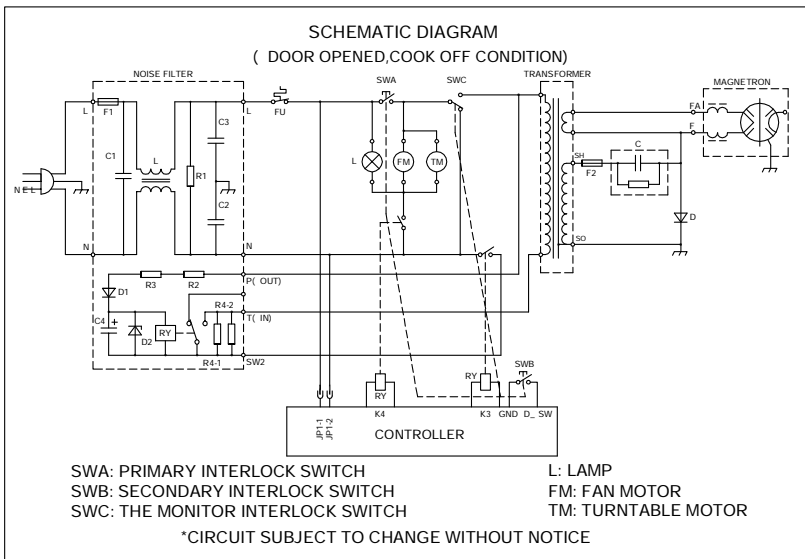 SCHEMATIC DIAGRAM
( DOOR OPENED,COOK OFF CONDITION)
NOISE FILTER
SWA
SWC
TRANSFORMER
MAGNETRON
L
F1
L
FU
FA
F
C3
C1
L
R1
L
FM
TM
SH
F2
C
N E L
C2
D
N
N
SO
R3
R2
P( OUT)
D1
R4-2
T( IN)
C4
+
D2
RY
R4-1
SW2
SWB
RY
RY
JP1-1
JP1-2
K4
K3
GND
D_ SW
CONTROLLER
SWA: PRIMARY INTERLOCK SWITCH
L: LAMP
SWB: SECONDARY INTERLOCK SWITCH
FM: FAN MOTOR
SWC: THE MONITOR INTERLOCK SWITCH
TM: TURNTABLE MOTOR
*CIRCUIT SUBJECT TO CHANGE WITHOUT NOTICE